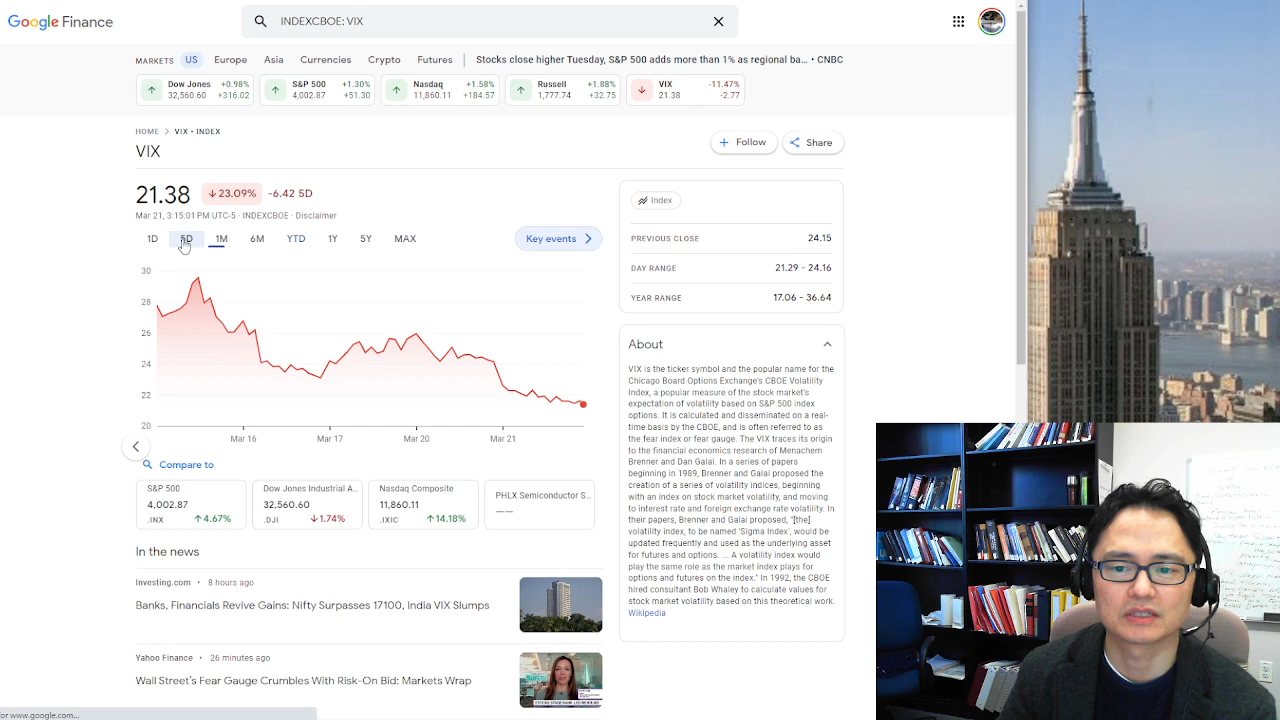 Google Finance
INDEXCBOE: VIX
MARKETS US Europe Asia Currencies Crypto Futures Stocks close higher Tuesday, S&P 500 adds more than 1% as regional ba... • CNBC
Dow Jones +0.98%
32,560.60 +316.02
S&P 500 +1.30%
4,002.87 +51.30
Nasdaq +1.58%
11,860.11 +184.57
Russell +1.88%
1,777.74 +32.75
VIX -11.47%
21.38 -2.77
HOME > VIX • INDEX
VIX
Follow
Share
21.38 ↓23.09% -6.42 5D
Mar 21, 3:15:01 PM UTC-5 · INDEXCBOE · Disclaimer
1D 5D 1M 6M YTD 1Y 5Y MAX
Key events
30
28
26
24
22
20
Mar 16 Mar 17 Mar 20 Mar 21
Compare to
S&P 500
4,002.87
.INX ↑4.67%
Dow Jones Industrial A...
32,560.60
.DJI ↓1.74%
Nasdaq Composite
11,860.11
.IXIC ↑14.18%
PHLX Semiconductor S...
——
In the news
Investing.com • 8 hours ago
Banks, Financials Revive Gains: Nifty Surpasses 17100, India VIX Slumps
Yahoo Finance • 26 minutes ago
Wall Street's Fear Gauge Crumbles With Risk-On Bid: Markets Wrap
Index
PREVIOUS CLOSE 24.15
DAY RANGE 21.29 - 24.16
YEAR RANGE 17.06 - 36.64
About
VIX is the ticker symbol and the popular name for the
Chicago Board Options Exchange's CBOE Volatility
Index, a popular measure of the stock market's
expectation of volatility based on S&P 500 index
options. It is calculated and disseminated on a real-
time basis by the CBOE, and is often referred to as
the fear index or fear gauge. The VIX traces its origin
to the financial economics research of Menachem
Brenner and Dan Galai. In a series of papers
beginning in 1989, Brenner and Galai proposed the
creation of a series of volatility indices, beginning
with an index on stock market volatility, and moving
to interest rate and foreign exchange rate volatility. In
their papers, Brenner and Galai proposed, "[the]
volatility index, to be named 'Sigma Index', would be
updated frequently and used as the underlying asset
for futures and options. ... A volatility index would
play the same role as the market index plays for
options and futures on the index." In 1992, the CBOE
hired consultant Bob Whaley to calculate values for
stock market volatility based on this theoretical work.
Wikipedia
or www.google.com...